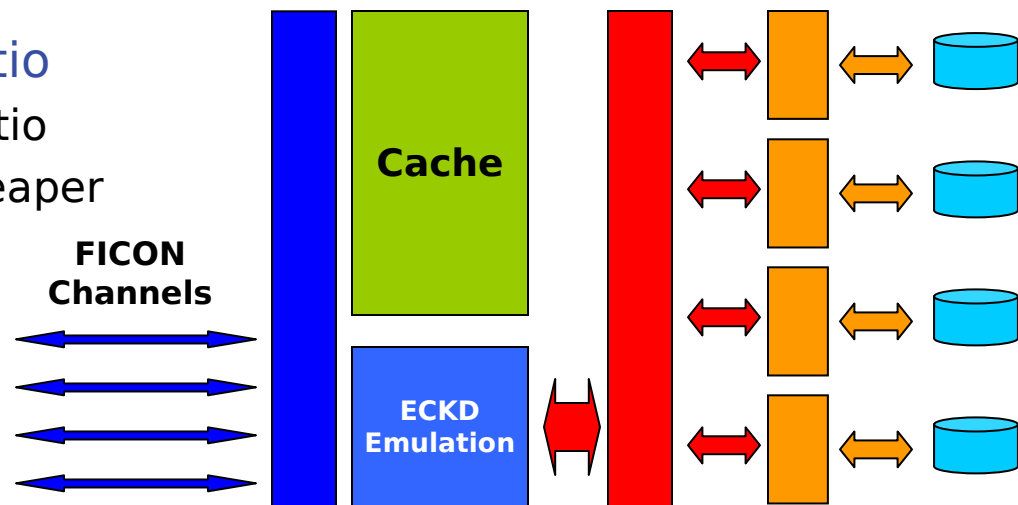 tio
tio
eaper
Cache
FICON
Channels
ECKD
Emulation